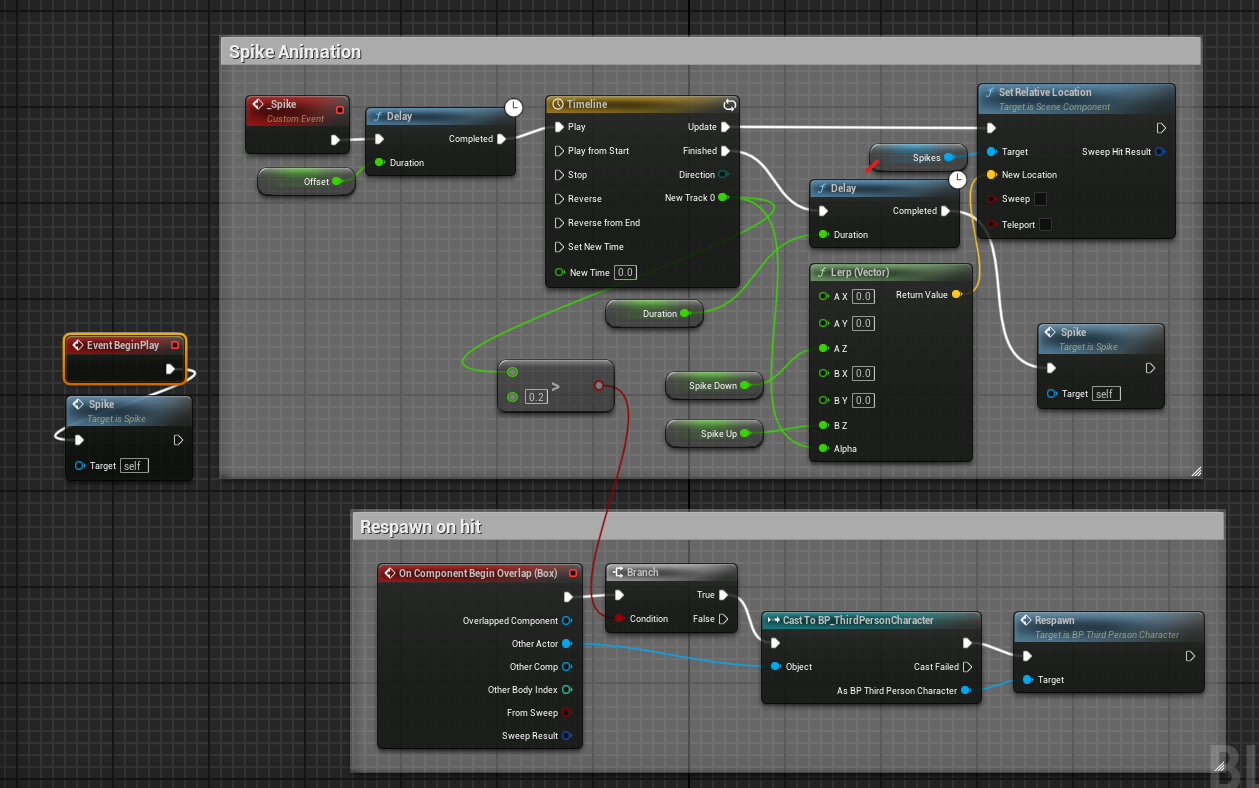 Spike Animation
_Spike
Custom Event
Offset
Delay
Completed
Duration
Timeline
Play
Update
Play from Start
Finished
Stop
Direction
Reverse
New Track 0
Reverse from End
Set New Time
New Time 0.0
Duration
Spikes
Delay
Completed
Duration
Set Relative Location
Target is Scene Component
Target
Sweep Hit Result
New Location
Sweep
Teleport
Lerp (Vector)
A X 0.0
Return Value
A Y 0.0
A Z
B X 0.0
B Y 0.0
B Z
Alpha
>
0.2
Spike Down
Spike Up
Spike
Target is Spike
Target self
Event BeginPlay
Spike
Target is Spike
Target self
Respawn on hit
On Component Begin Overlap (Box)
Overlapped Component
Other Actor
Other Comp
Other Body Index
From Sweep
Sweep Result
Branch
True
Condition
False
Cast To BP_ThirdPersonCharacter
Object
Cast Failed
As BP Third Person Character
Respawn
Target is BP Third Person Character
Target